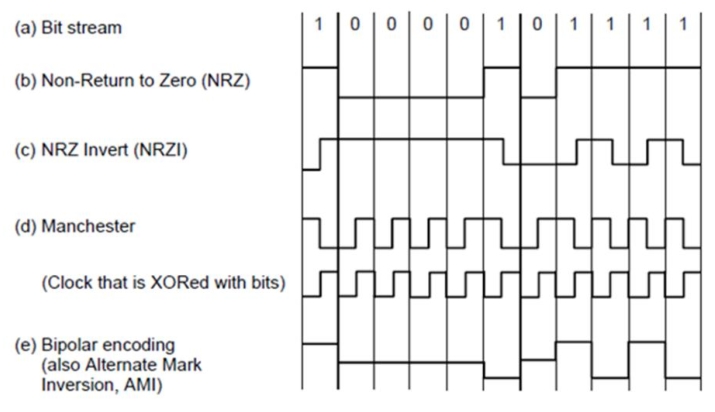 (a) Bit stream 1 0 0 0 0 1 0 1 1 1 1
(b) Non-Return to Zero (NRZ)
(c) NRZ Invert (NRZI)
(d) Manchester
(Clock that is XORed with bits)
(e) Bipolar encoding
(also Alternate Mark
Inversion, AMI)